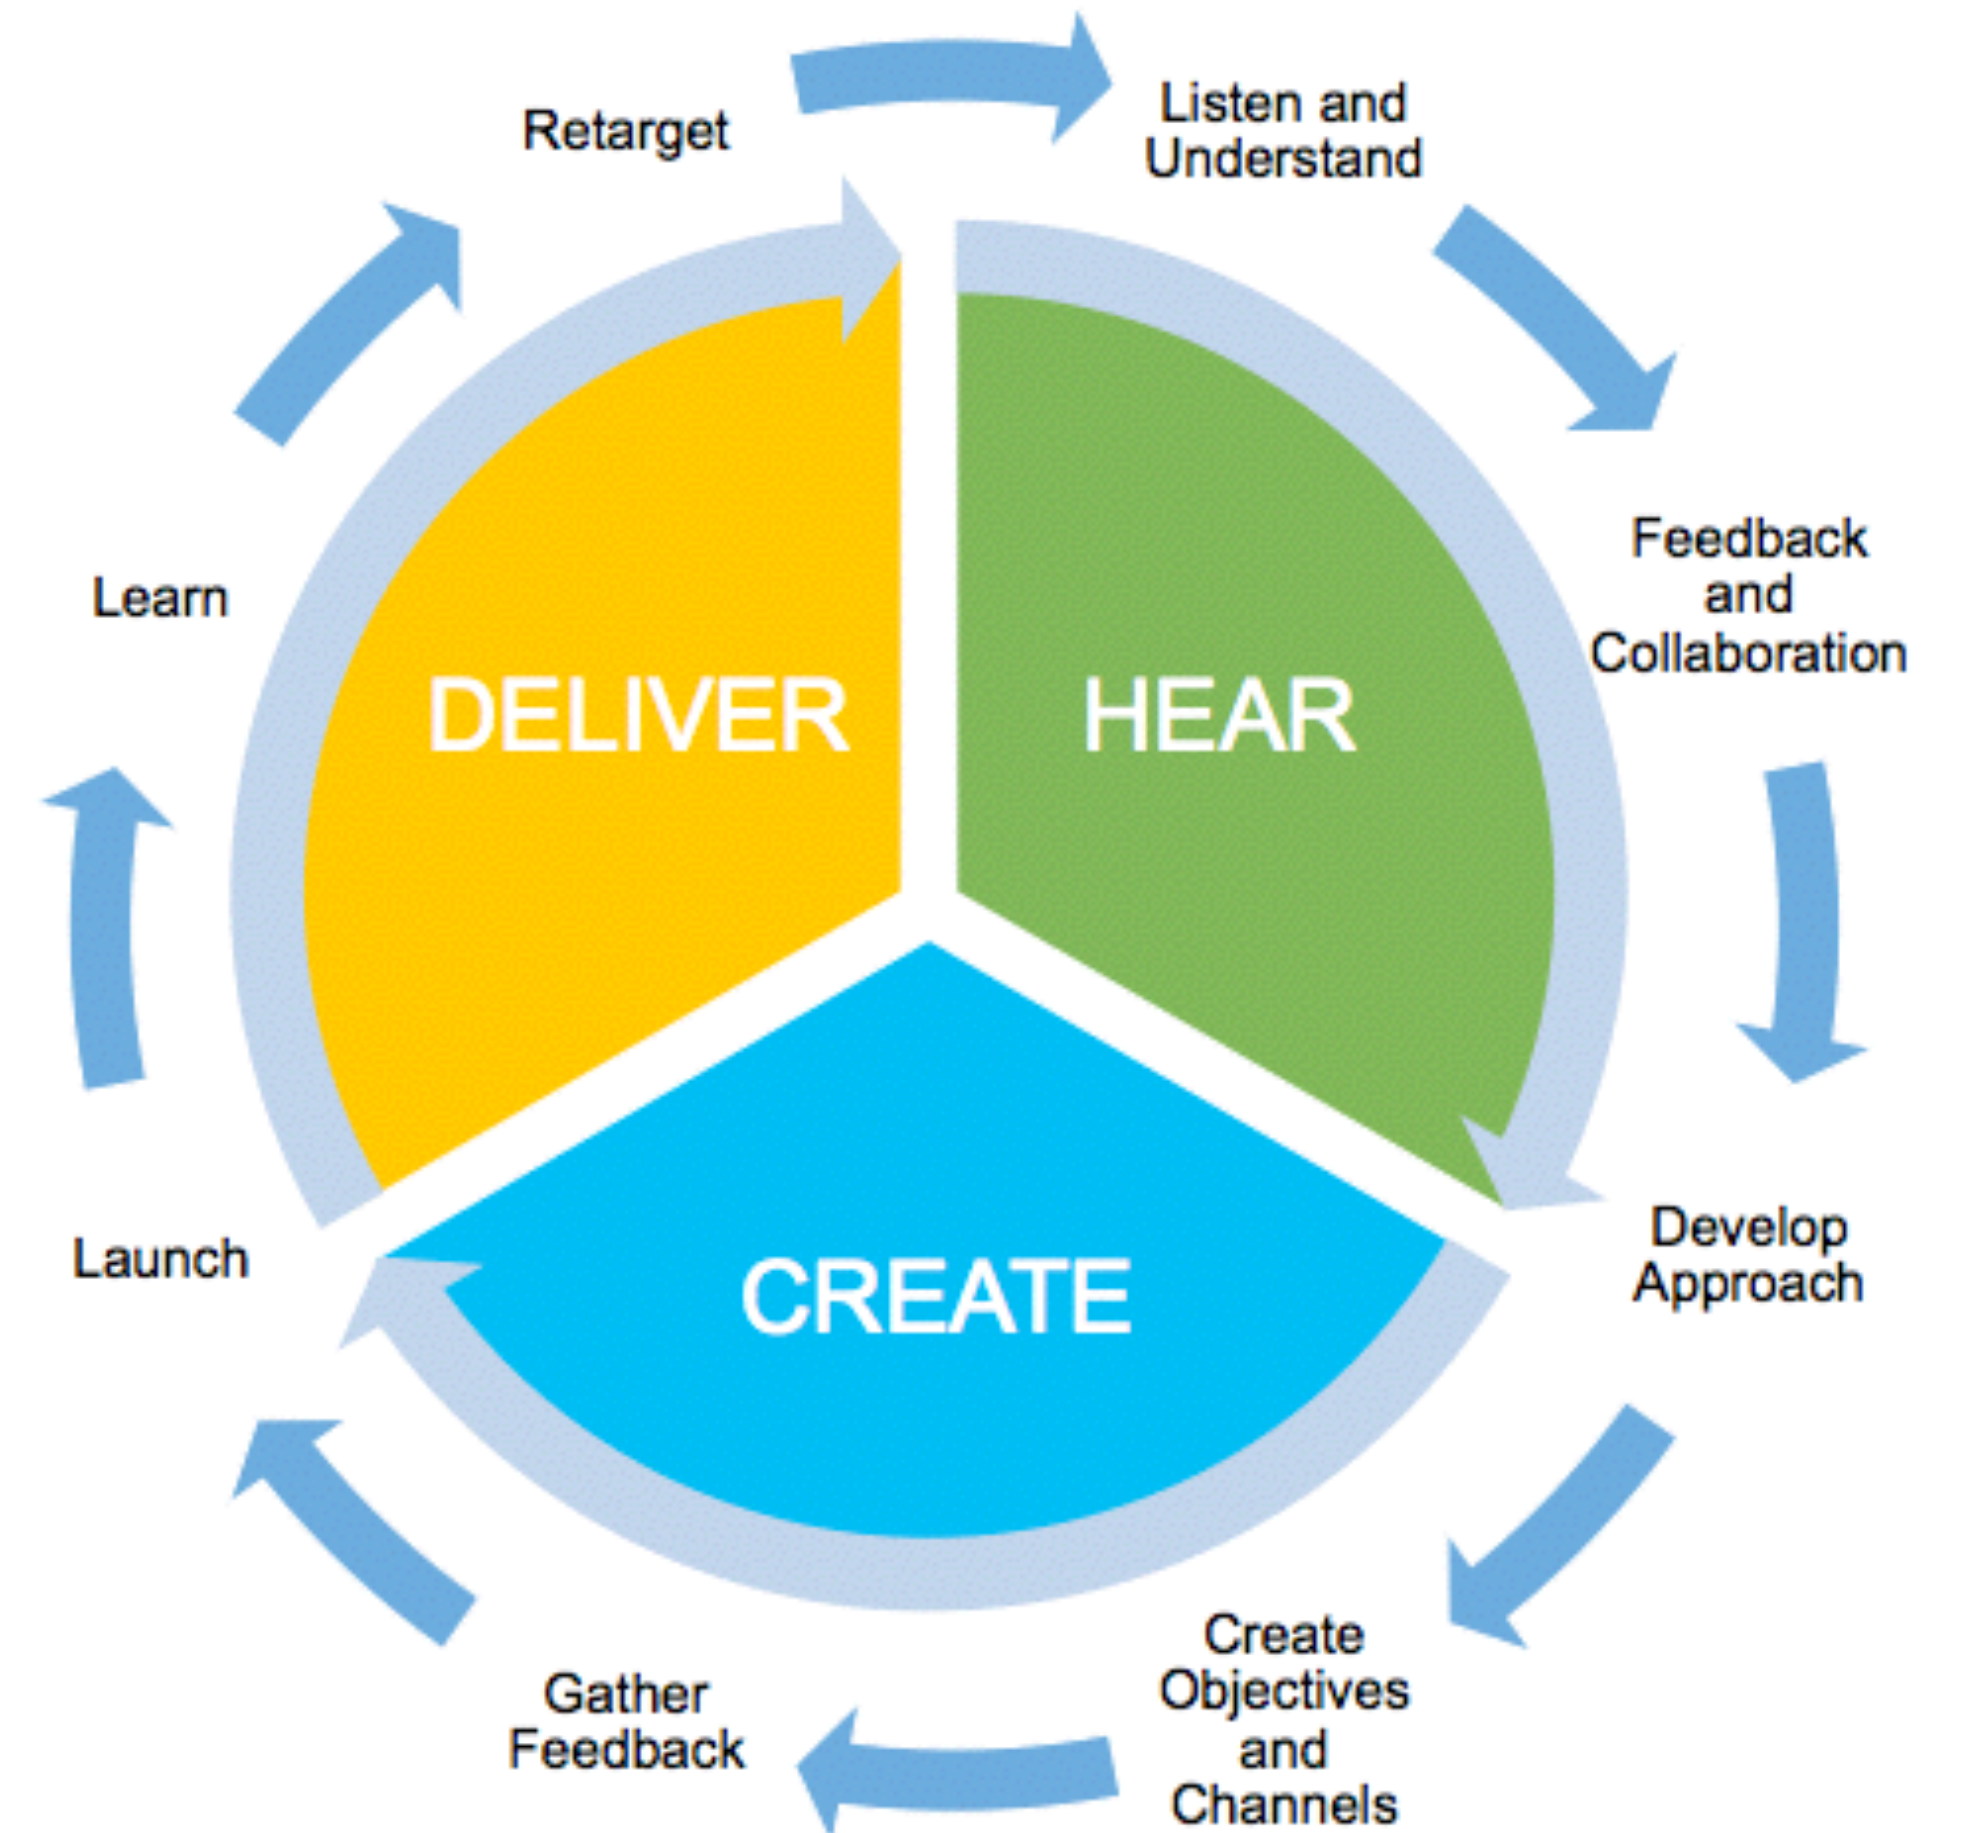 Retarget
Listen and
Understand
Feedback
and
Collaboration
Learn
DELIVER
HEAR
Develop
Approach
Launch
CREATE
Create
Objectives
and
Channels
Gather
Feedback